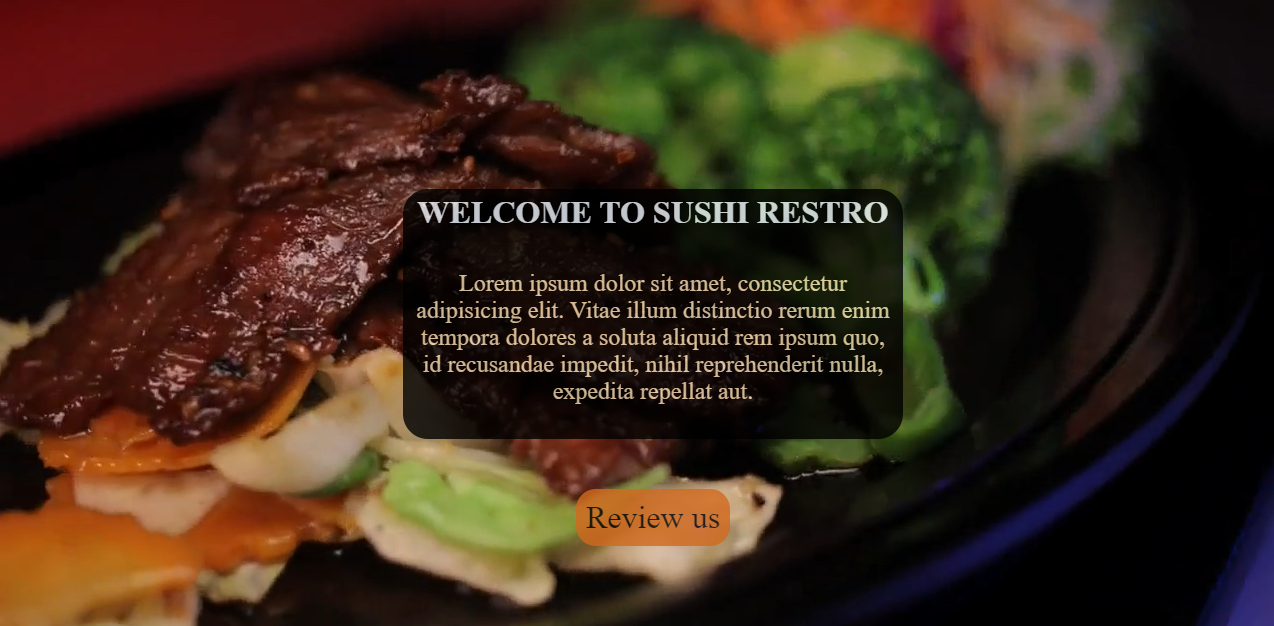 WELCOME TO SUSHI RESTRO
Lorem ipsum dolor sit amet, consectetur
adipisicing elit. Vitae illum distinctio rerum enim
tempora dolores a soluta aliquid rem ipsum quo,
id recusandae impedit, nihil reprehenderit nulla,
expedita repellat aut.
Review us